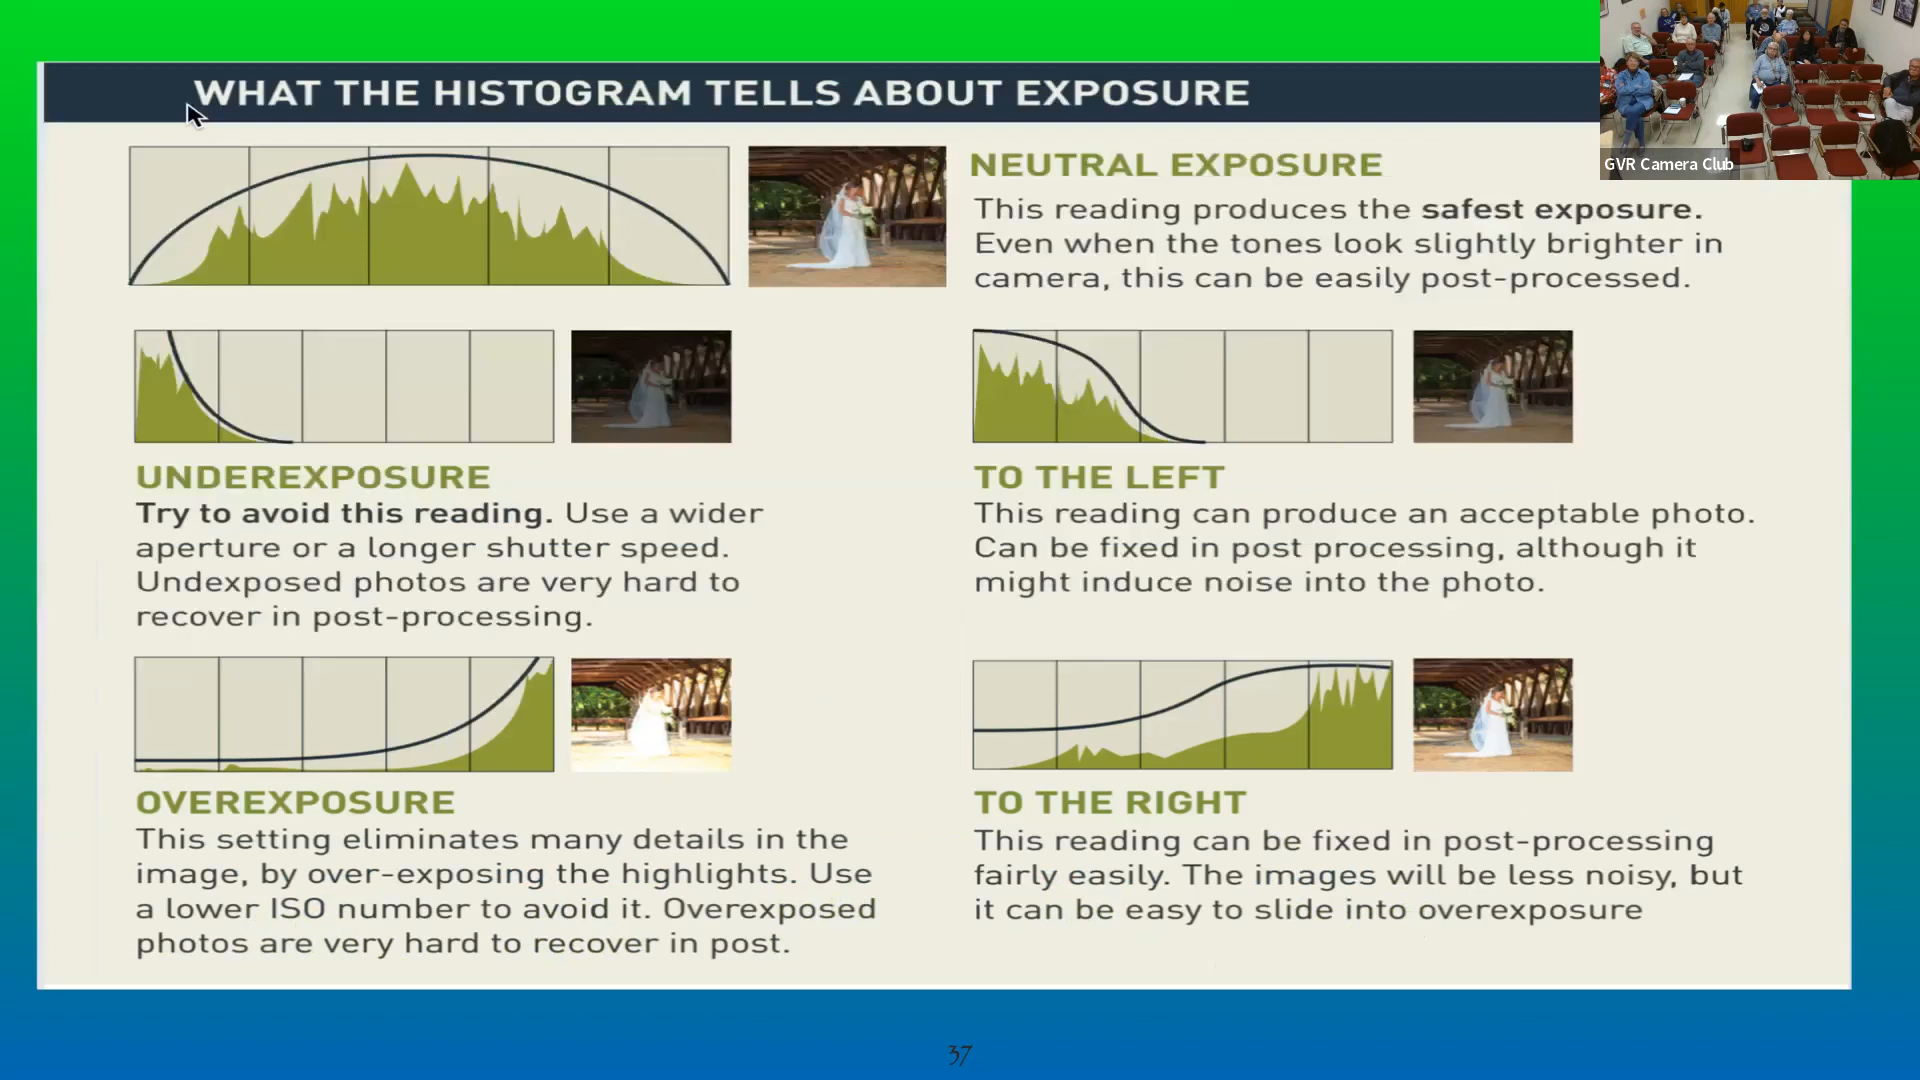 WHAT THE HISTOGRAM TELLS ABOUT EXPOSURE
GVR Camera Club
NEUTRAL EXPOSURE
This reading produces the safest exposure.
Even when the tones look slightly brighter in
camera, this can be easily post-processed.
UNDEREXPOSURE
Try to avoid this reading. Use a wider
aperture or a longer shutter speed.
Undexposed photos are very hard to
recover in post-processing.
TO THE LEFT
This reading can produce an acceptable photo.
Can be fixed in post processing, although it
might induce noise into the photo.
OVEREXPOSURE
This setting eliminates many details in the
image, by over-exposing the highlights. Use
a lower ISO number to avoid it. Overexposed
photos are very hard to recover in post.
TO THE RIGHT
This reading can be fixed in post-processing
fairly easily. The images will be less noisy, but
it can be easy to slide into overexposure
37